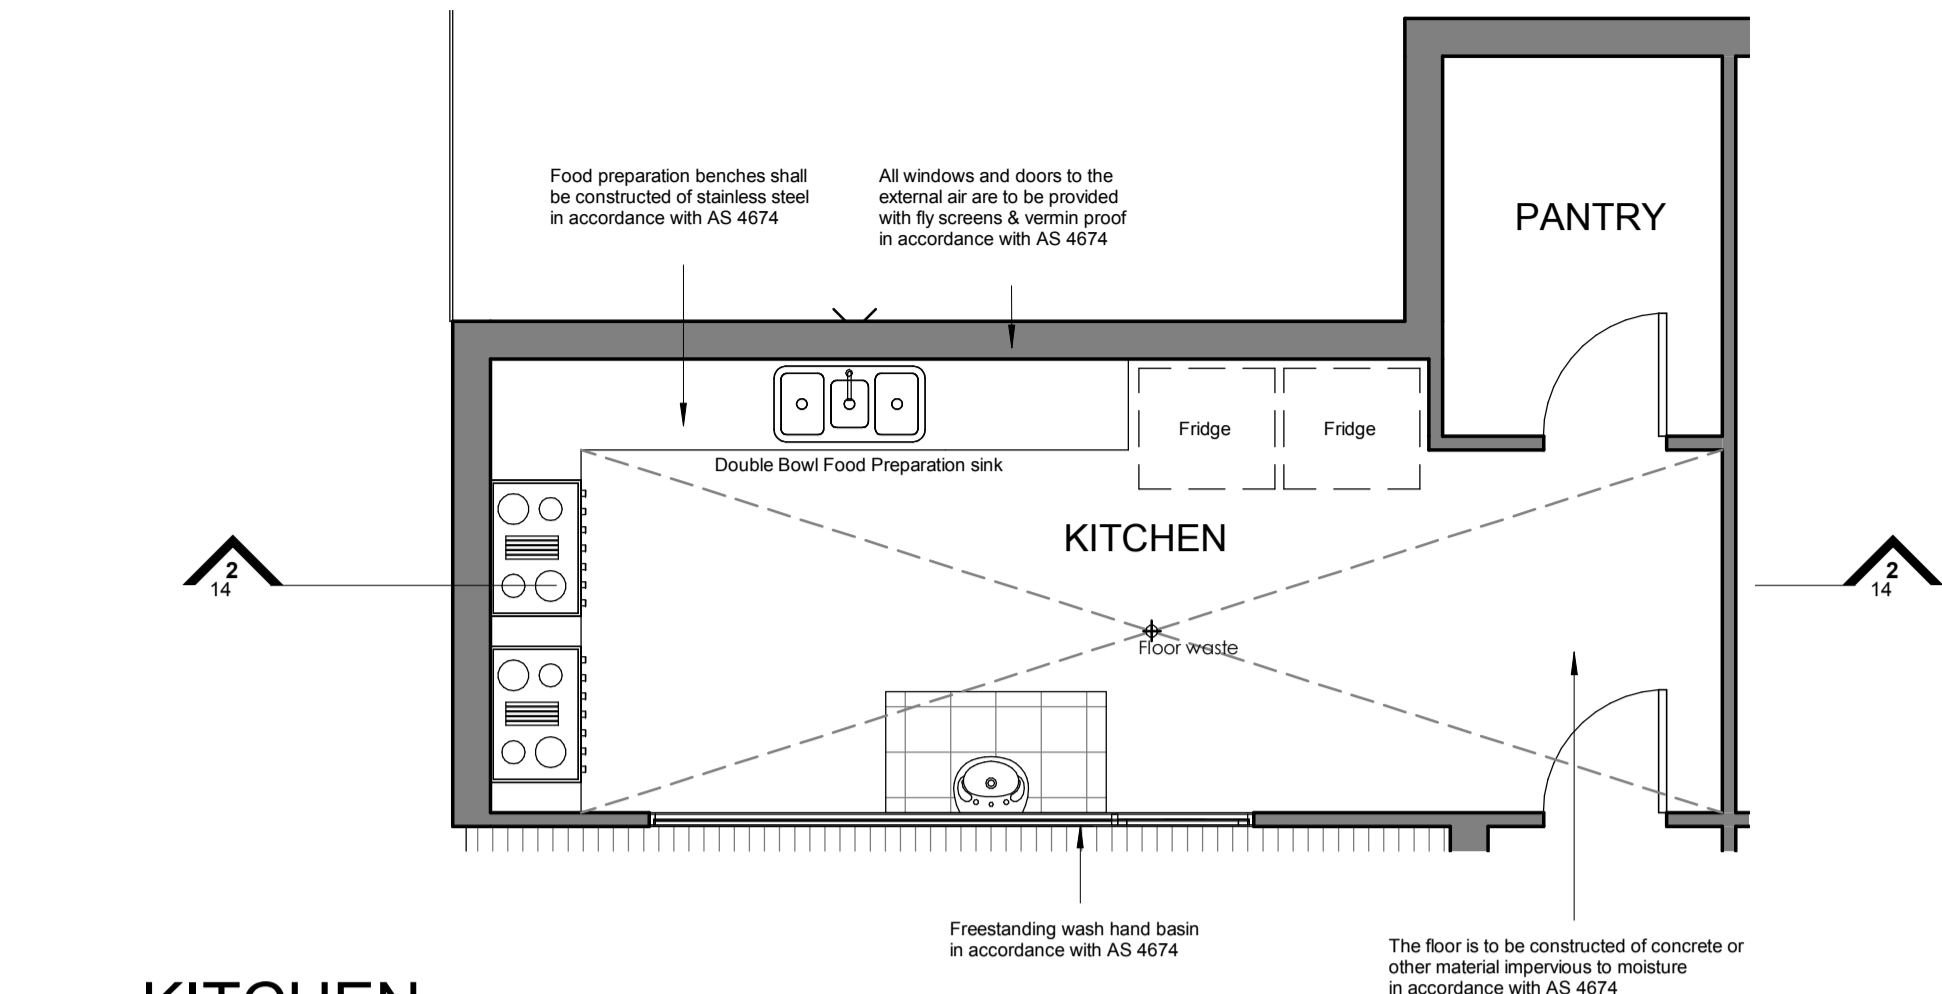 Food preparation benches shall
be constructed of stainless steel
in accordance with AS 4674
All windows and doors to the
external air are to be provided
with fly screens & vermin proof
in accordance with AS 4674
PANTRY
Fridge
Fridge
Double Bowl Food Preparation sink
KITCHEN
2
14
2
14
Floor waste
Freestanding wash hand basin
in accordance with AS 4674
The floor is to be constructed of concrete or
other material impervious to moisture
in accordance with AS 4674
KITCHEN